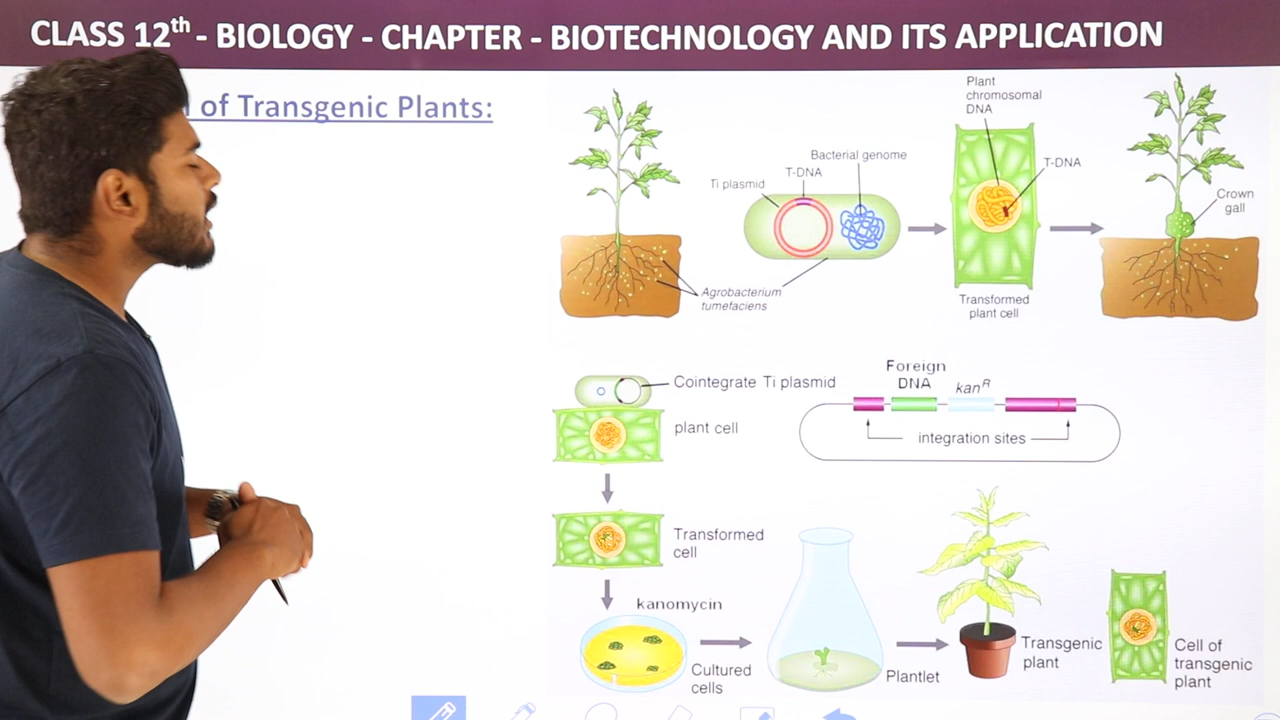 CLASS 12th - BIOLOGY - CHAPTER - BIOTECHNOLOGY AND ITS APPLICATION
of Transgenic Plants:
Plant
chromosomal
DNA
Bacterial genome
T-DNA
Ti plasmid
T-DNA
Crown
gall
Agrobacterium
tumefaciens
Transformed
plant cell
Cointegrate Ti plasmid
plant cell
Foreign
DNA
kanR
integration sites
Transformed
cell
kanomycin
Cultured
cells
Plantlet
Transgenic
plant
Cell of
transgenic
plant